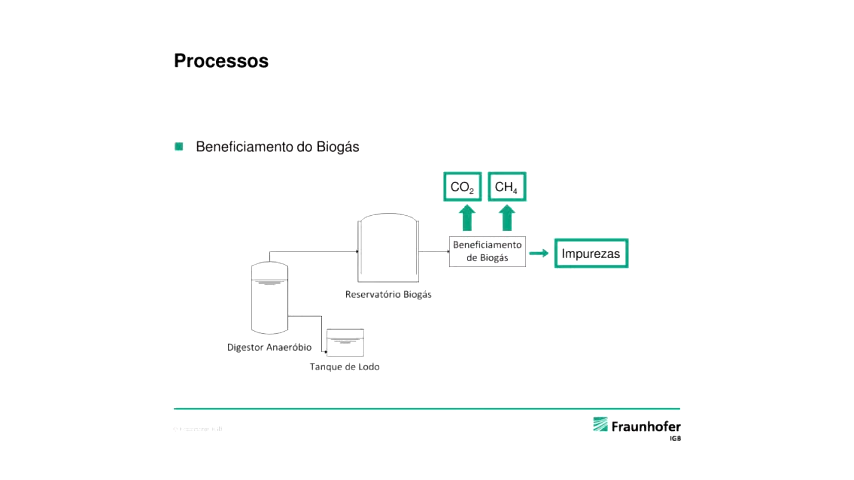 Processos
Beneficiamento do Biogás
CO₂
CH₄
Beneficiamento
de Biogás
Impurezas
Reservatório Biogás
Digestor Anaeróbio
Tanque de Lodo
Fraunhofer
IGB